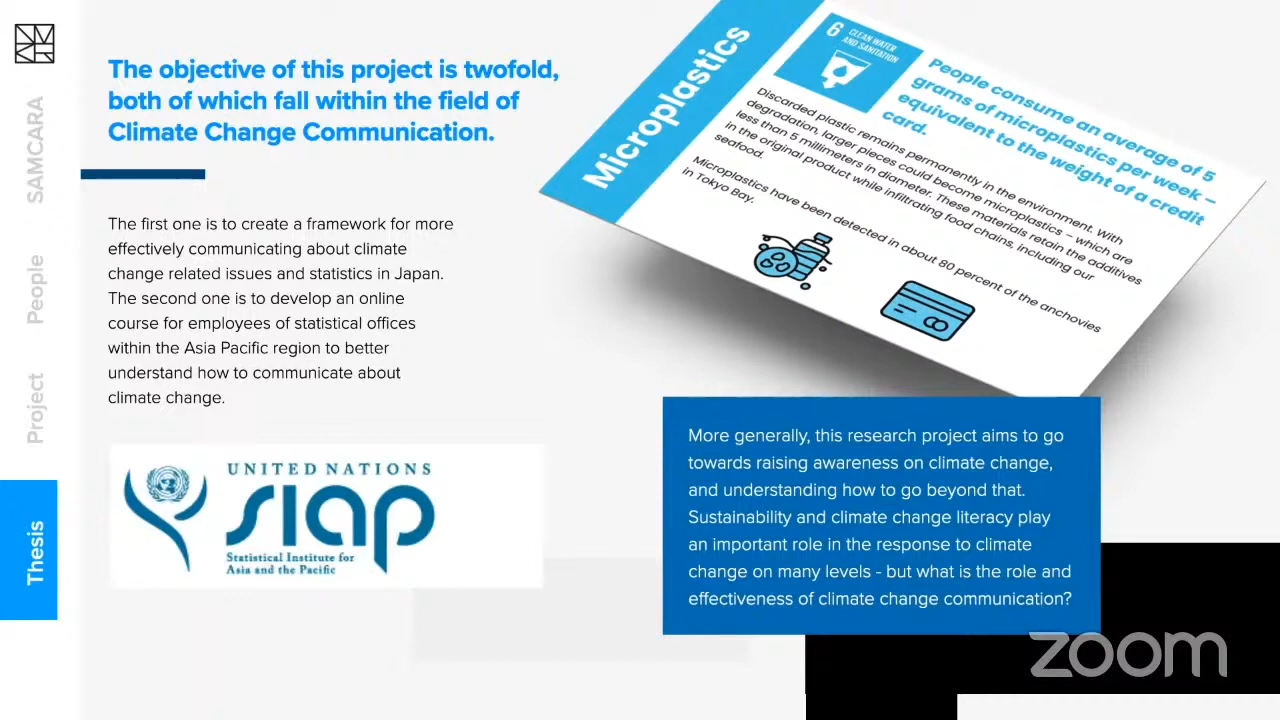 SAMCARA
People
Project
Thesis
The objective of this project is twofold,
both of which fall within the field of
Climate Change Communication.
The first one is to create a framework for more
effectively communicating about climate
change related issues and statistics in Japan.
The second one is to develop an online
course for employees of statistical offices
within the Asia Pacific region to better
understand how to communicate about
climate change.
UNITED NATIONS
SIAP
Statistical Institute for
Asia and the Pacific
Microplastics
6 CLEAN WATER
AND SANITATION
People consume an average of 5
grams of microplastics per week –
equivalent to the weight of a credit
card.
Discarded plastic remains permanently in the environment. With
degradation, larger pieces could become microplastics – which are
less than 5 millimeters in diameter. These materials retain the additives
in the original product while infiltrating food chains, including our
seafood.
Microplastics have been detected in about 80 percent of the anchovies
in Tokyo Bay.
More generally, this research project aims to go
towards raising awareness on climate change,
and understanding how to go beyond that.
Sustainability and climate change literacy play
an important role in the response to climate
change on many levels - but what is the role and
effectiveness of climate change communication?
zoom